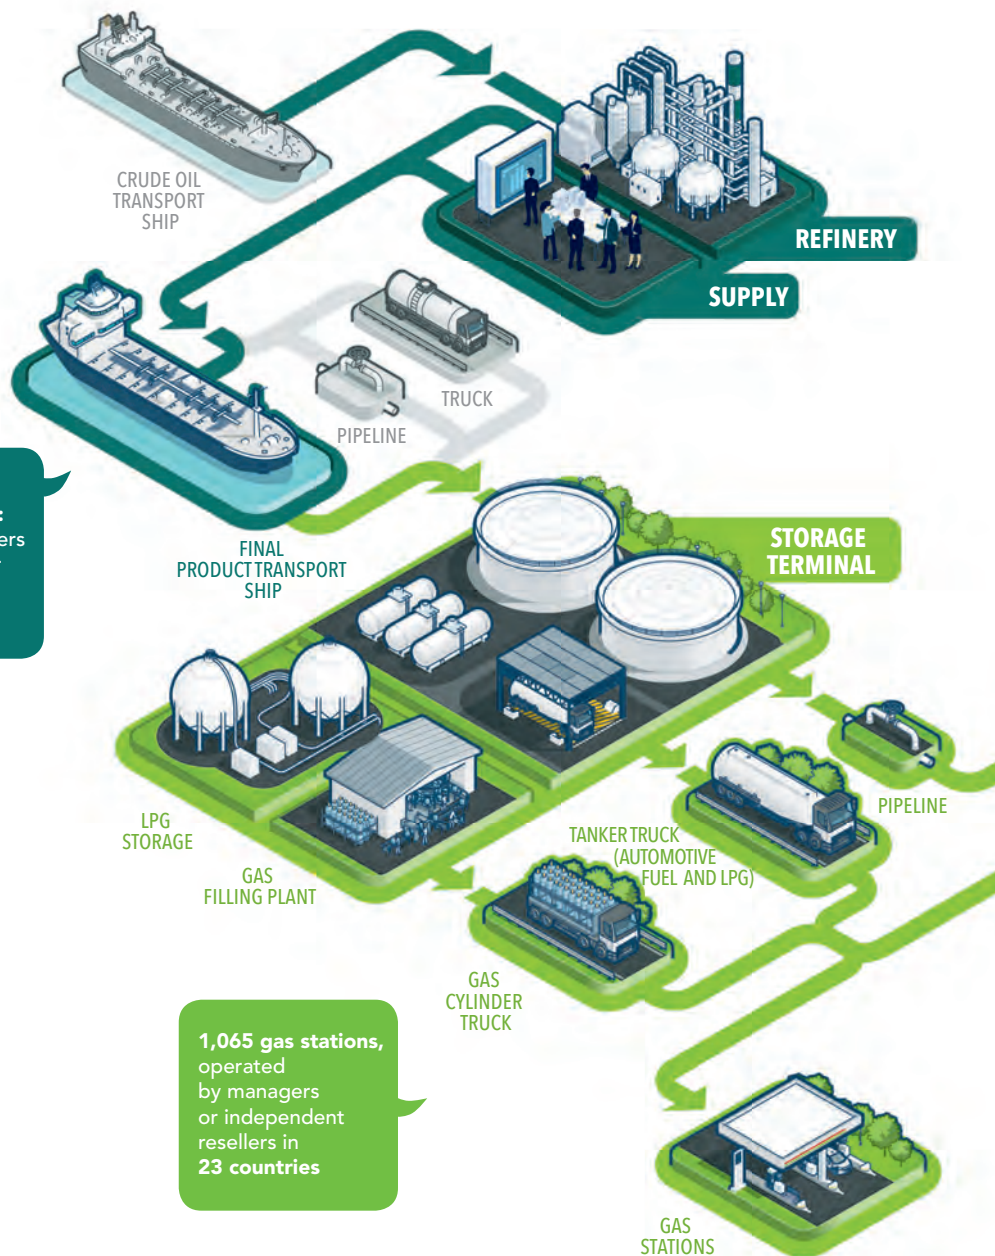 CRUDE OIL
TRANSPORT
SHIP
REFINERY
SUPPLY
TRUCK
PIPELINE
FINAL
PRODUCT TRANSPORT
SHIP
STORAGE
TERMINAL
LPG
STORAGE
GAS
FILLING PLANT
TANKER TRUCK
(AUTOMOTIVE
FUEL AND LPG)
PIPELINE
GAS
CYLINDER
TRUCK
1,065 gas stations,
operated
by managers
or independent
resellers in
23 countries
GAS
STATIONS